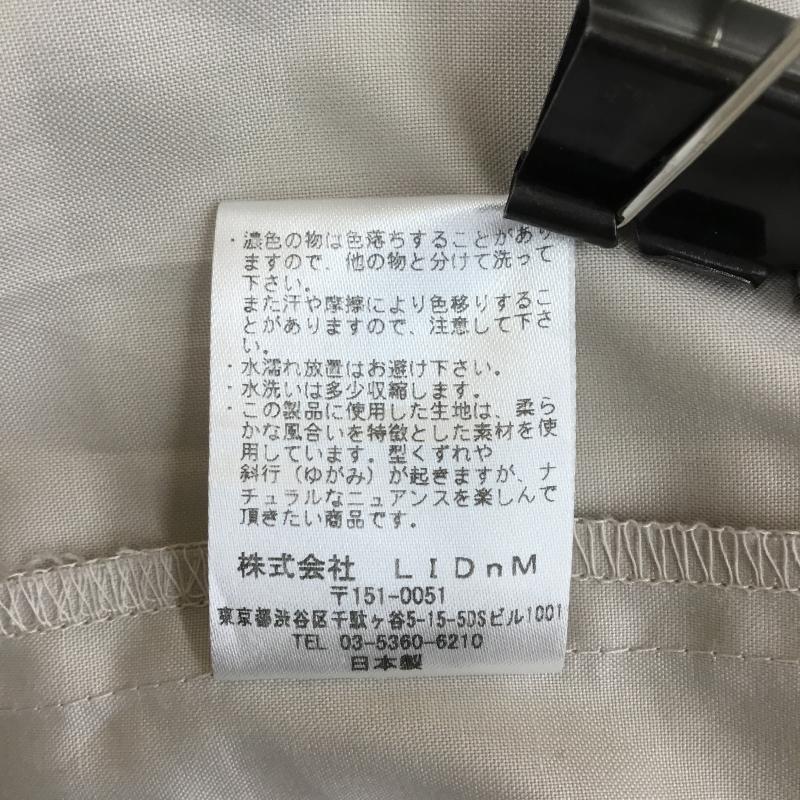 ・濃色の物は色落ちすることがあり
ますので、他の物と分けて洗って
下さい。
また汗や摩擦により色移りするこ
とがありますので、注意して下さ
い。
・水濡れ放置はお避け下さい。
・水洗いは多少収縮します。
・この製品に使用した生地は、柔ら
かな風合いを特徴とした素材を使
用しています。型くずれや
斜行（ゆがみ）が起きますが、ナ
チュラルなニュアンスを楽しんで
頂きたい商品です。
株式会社 ＬＩＤｎＭ
〒151-0051
東京都渋谷区千駄ヶ谷5-15-5DSビル1001
TEL 03-5360-6210
日本製